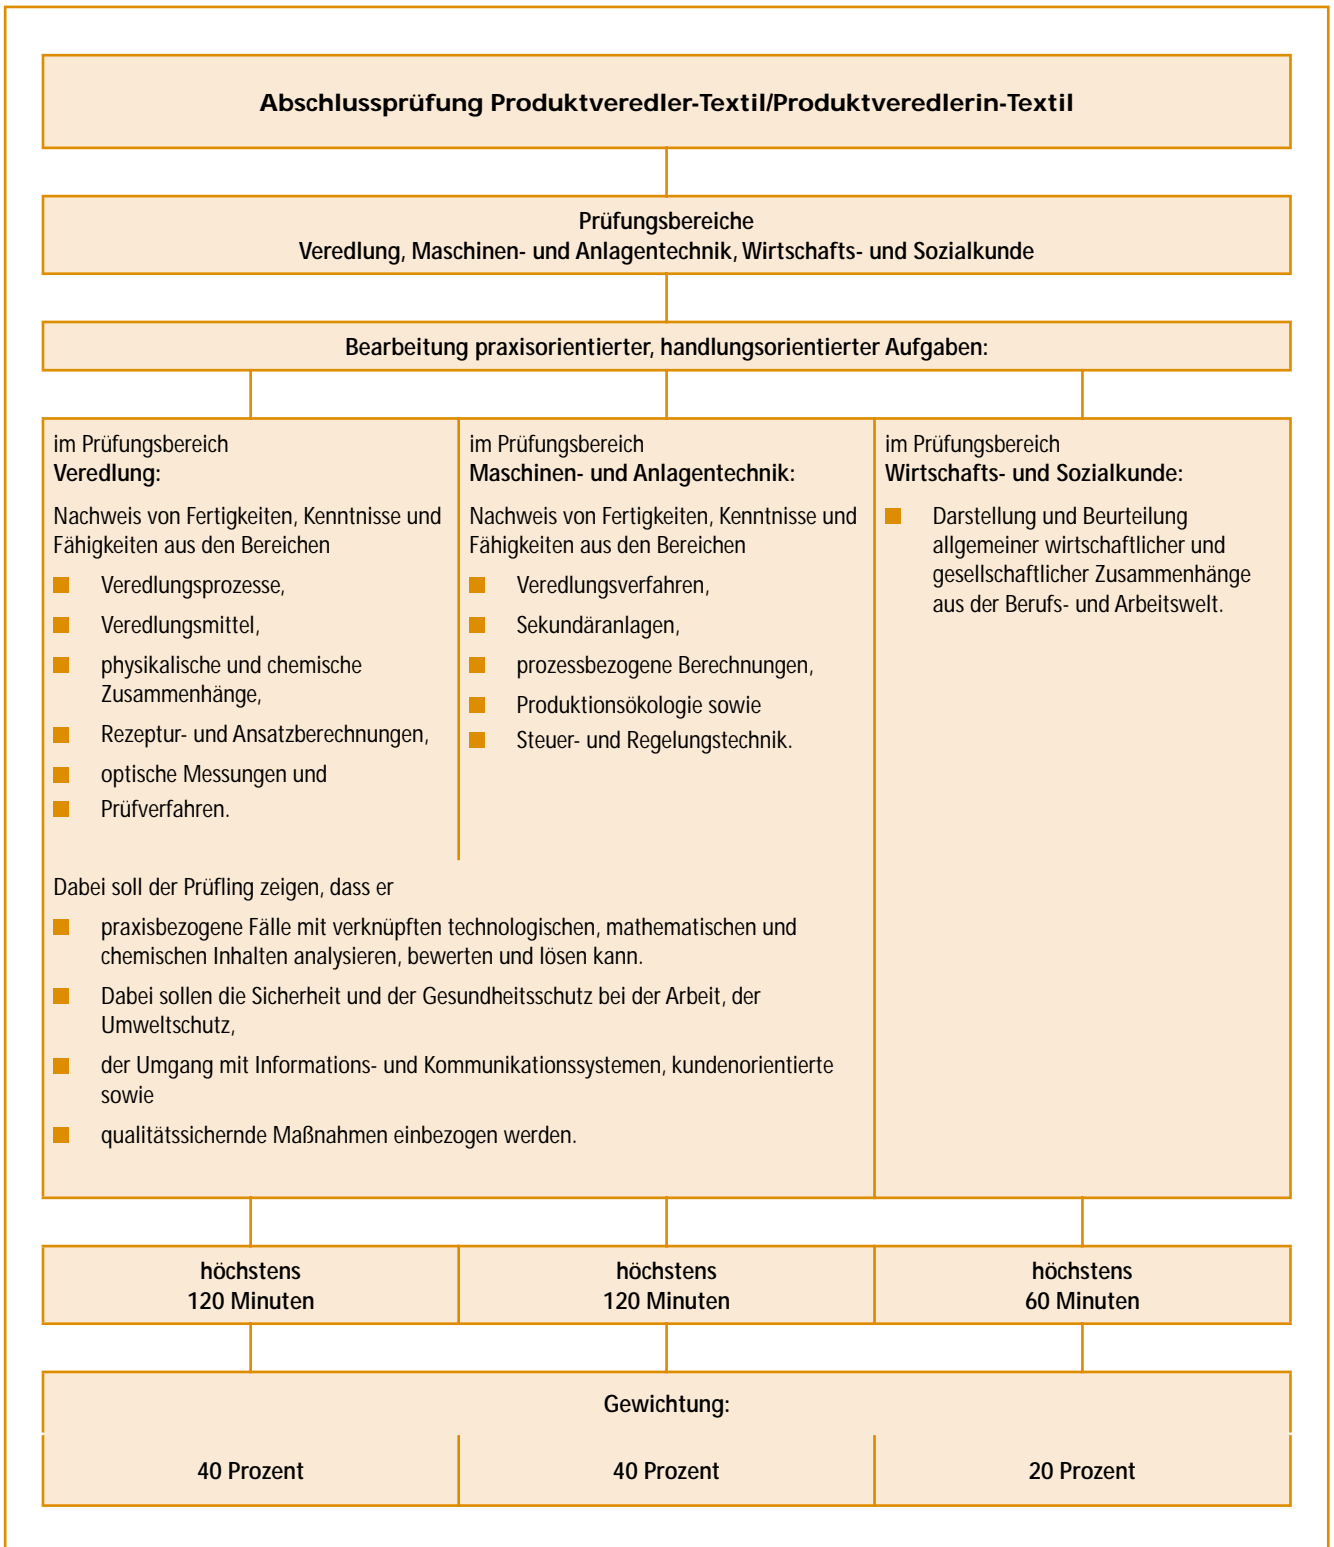 Abschlussprüfung Produktveredler-Textil/Produktveredlerin-Textil
Prüfungsbereiche
Veredlung, Maschinen- und Anlagentechnik, Wirtschafts- und Sozialkunde
Bearbeitung praxisorientierter, handlungsorientierter Aufgaben:
im Prüfungsbereich
Veredlung:
Nachweis von Fertigkeiten, Kenntnisse und
Fähigkeiten aus den Bereichen
Veredlungsprozesse,
Veredlungsmittel,
physikalische und chemische
Zusammenhänge,
Rezeptur- und Ansatzberechnungen,
optische Messungen und
Prüfverfahren.
im Prüfungsbereich
Maschinen- und Anlagentechnik:
Nachweis von Fertigkeiten, Kenntnisse und
Fähigkeiten aus den Bereichen
Veredlungsverfahren,
Sekundäranlagen,
prozessbezogene Berechnungen,
Produktionsökologie sowie
Steuer- und Regelungstechnik.
im Prüfungsbereich
Wirtschafts- und Sozialkunde:
Darstellung und Beurteilung
allgemeiner wirtschaftlicher und
gesellschaftlicher Zusammenhänge
aus der Berufs- und Arbeitswelt.
Dabei soll der Prüfling zeigen, dass er
praxisbezogene Fälle mit verknüpften technologischen, mathematischen und
chemischen Inhalten analysieren, bewerten und lösen kann.
Dabei sollen die Sicherheit und der Gesundheitsschutz bei der Arbeit, der
Umweltschutz,
der Umgang mit Informations- und Kommunikationssystemen, kundenorientierte
sowie
qualitätssichernde Maßnahmen einbezogen werden.
höchstens
120 Minuten
höchstens
120 Minuten
höchstens
60 Minuten
Gewichtung:
40 Prozent
40 Prozent
20 Prozent